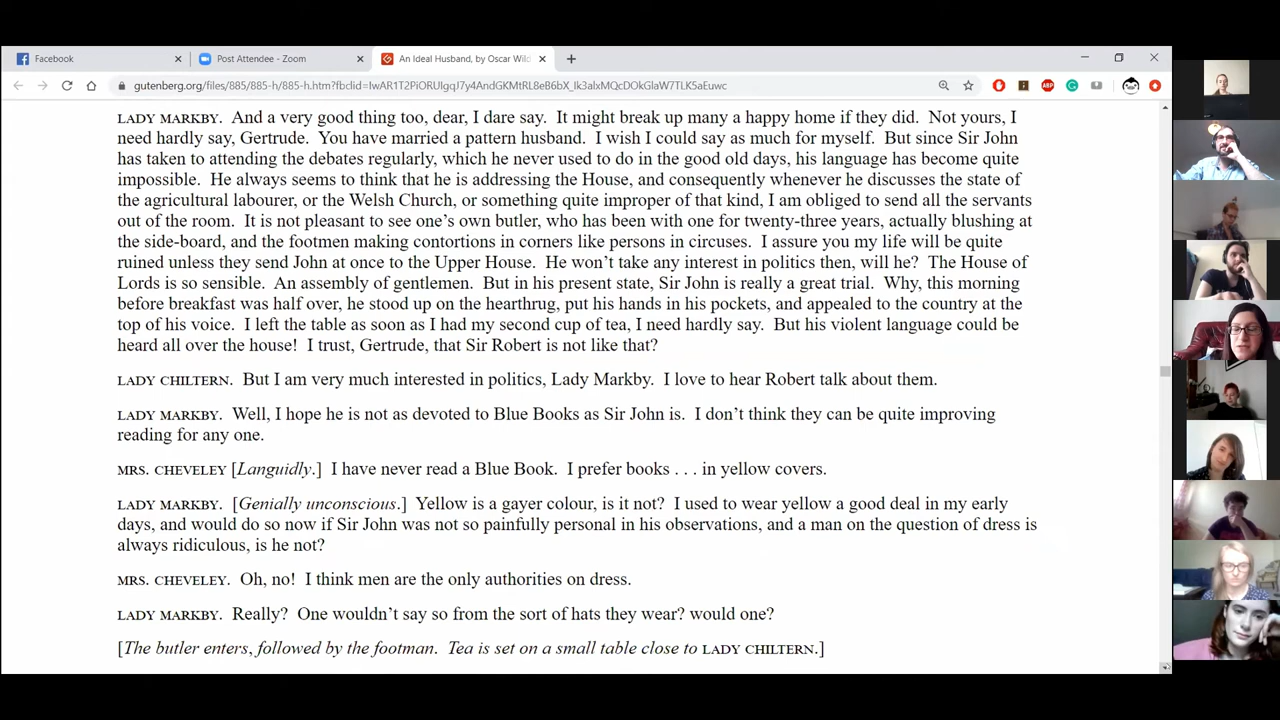 Facebook
Post Attendee - Zoom
An Ideal Husband, by Oscar Wil
gutenberg.org/files/885/885-h/885-h.htm?fbclid=
LADY MARKBY. And a very good thing too, dear, I dare say. It might break up many a happy home if they did. Not yours, I
need hardly say, Gertrude. You have married a pattern husband. I wish I could say as much for myself. But since Sir John
has taken to attending the debates regularly, which he never used to do in the good old days, his language has become quite
impossible. He always seems to think that he is addressing the House, and consequently whenever he discusses the state of
the agricultural labourer, or the Welsh Church, or something quite improper of that kind, I am obliged to send all the servants
out of the room. It is not pleasant to see one’s own butler, who has been with one for twenty-three years, actually blushing at
the side-board, and the footmen making contortions in corners like persons in circuses. I assure you my life will be quite
ruined unless they send John at once to the Upper House. He won’t take any interest in politics then, will he? The House of
Lords is so sensible. An assembly of gentlemen. But in his present state, Sir John is really a great trial. Why, this morning
before breakfast was half over, he stood up on the hearthrug, put his hands in his pockets, and appealed to the country at the
top of his voice. I left the table as soon as I had my second cup of tea, I need hardly say. But his violent language could be
heard all over the house! I trust, Gertrude, that Sir Robert is not like that?
LADY CHILTERN. But I am very much interested in politics, Lady Markby. I love to hear Robert talk about them.
LADY MARKBY. Well, I hope he is not as devoted to Blue Books as Sir John is. I don’t think they can be quite improving
reading for any one.
MRS. CHEVELEY [Languidly.] I have never read a Blue Book. I prefer books . . . in yellow covers.
LADY MARKBY. [Genially unconscious.] Yellow is a gayer colour, is it not? I used to wear yellow a good deal in my early
days, and would do so now if Sir John was not so painfully personal in his observations, and a man on the question of dress is
always ridiculous, is he not?
MRS. CHEVELEY. Oh, no! I think men are the only authorities on dress.
LADY MARKBY. Really? One wouldn’t say so from the sort of hats they wear? would one?
[The butler enters, followed by the footman. Tea is set on a small table close to LADY CHILTERN.]